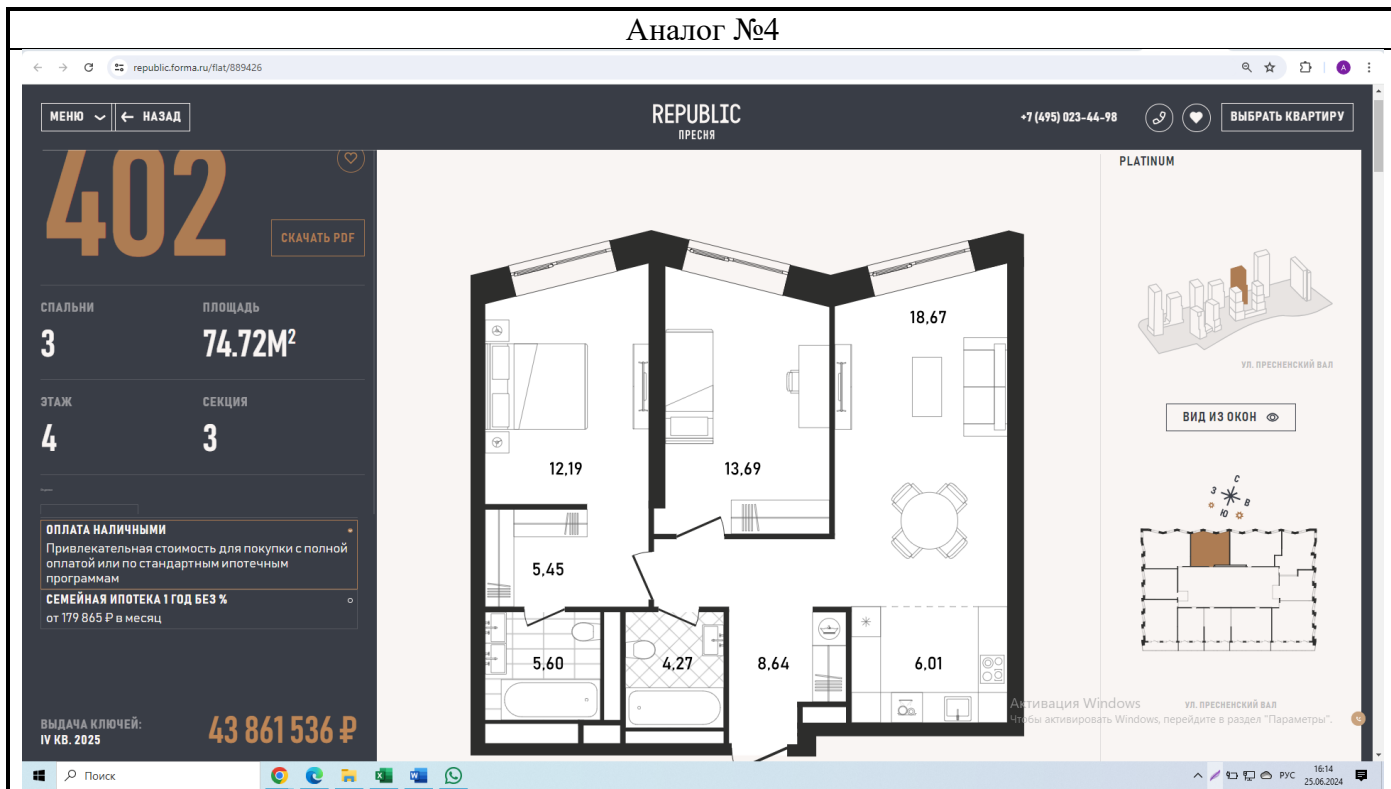 Аналог №4
republic.forma.ru/flat/889426
A
МЕНЮ
НАЗАД
REPUBLIC
ПРЕСНЯ
+7 (495) 023-44-98
ВЫБРАТЬ КВАРТИРУ
402
СКАЧАТЬ PDF
СПАЛЬНИ
ПЛОЩАДЬ
3
74.72М²
ЭТАЖ
СЕКЦИЯ
4
3
ОПЛАТА НАЛИЧНЫМИ
Привлекательная стоимость для покупки с полной
оплатой или по стандартным ипотечным
программам
СЕМЕЙНАЯ ИПОТЕКА 1 ГОД БЕЗ %
от 179 865 ₽ в месяц
ВЫДАЧА КЛЮЧЕЙ:
IV КВ. 2025
43 861 536 ₽
18,67
12,19
13,69
5,45
5,60
4,27
8,64
6,01
PLATINUM
УЛ. ПРЕСНЕНСКИЙ ВАЛ
ВИД ИЗ ОКОН
С
З
В
Ю
УЛ. ПРЕСНЕНСКИЙ ВАЛ
Активация Windows
Чтобы активировать Windows, перейдите в раздел "Параметры".
Поиск
РУС
16:14
25.06.2024